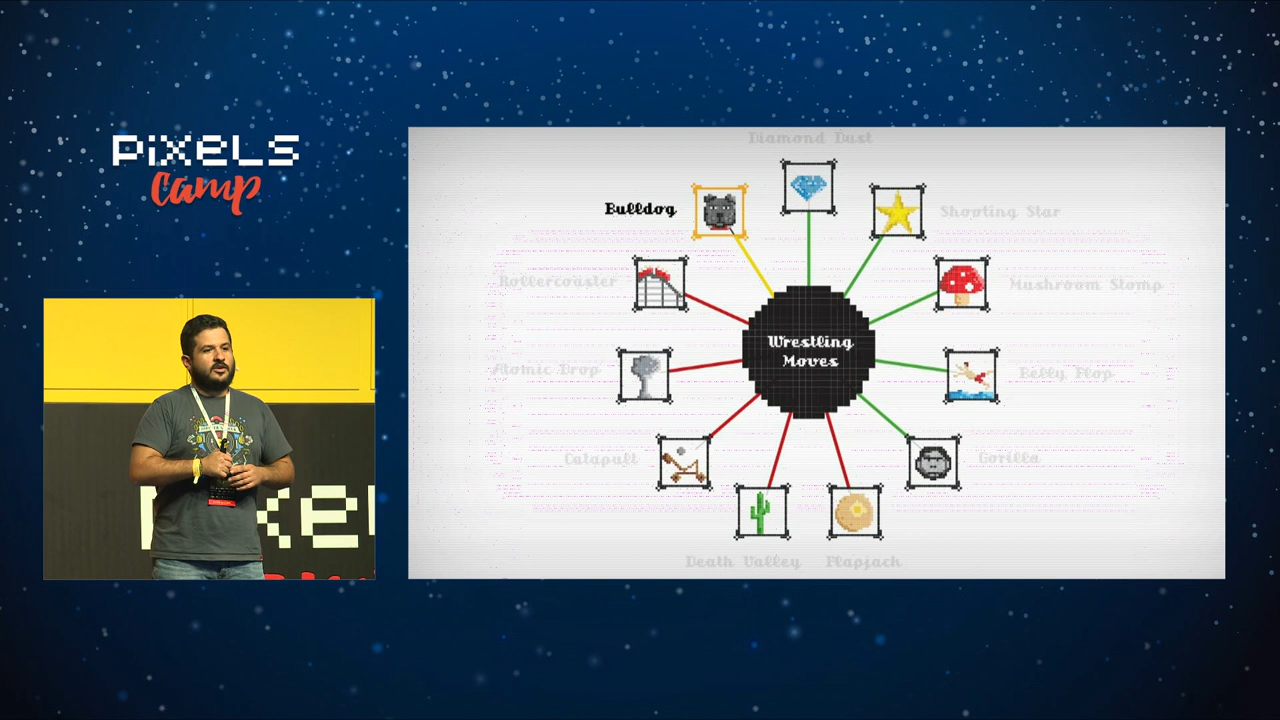 pixels
camp
Diamond Dust
Bulldog
Shooting Star
Rollercoaster
Mushroom Stomp
Wrestling
Moves
Atomic Drop
Belly Flop
Catapult
Gorilla
Death Valley
Flapjack